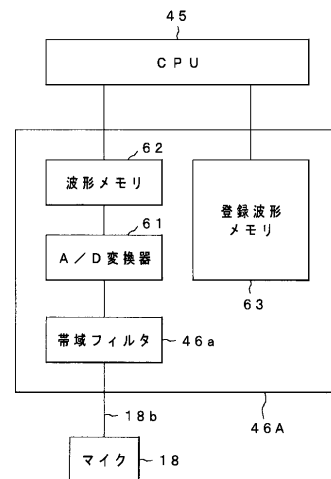 45
CPU
62
波形メモリ
登録波形
メモリ
61
A/D変換器
63
帯域フィルタ
46a
18b
46A
マイク
18